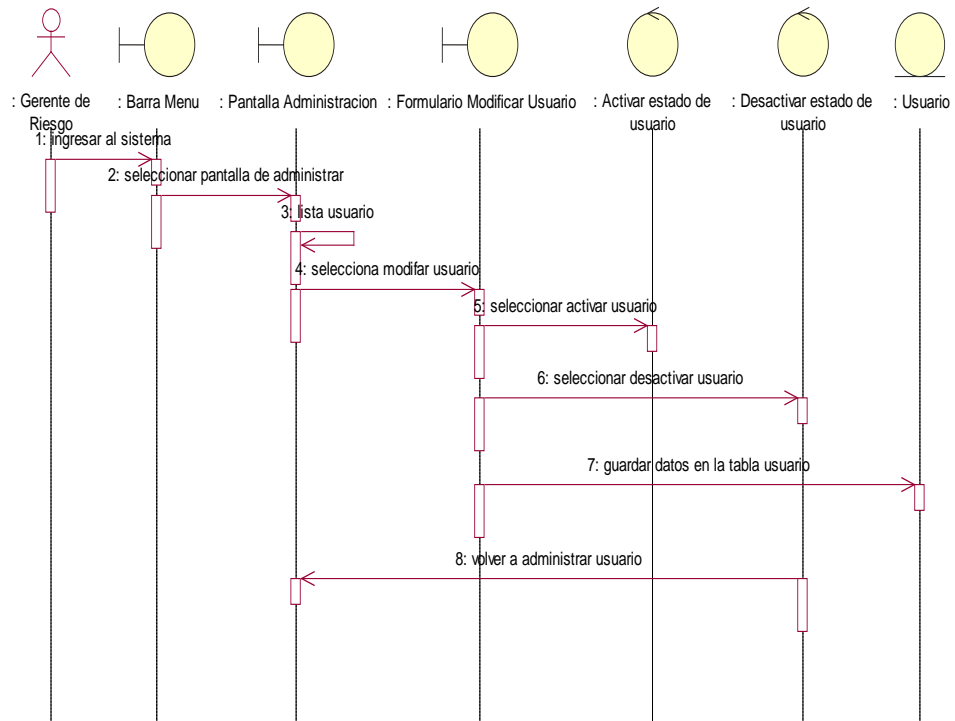 : Gerente de
Riesgo
: Barra Menu
: Pantalla Administracion
: Formulario Modificar Usuario
: Activar estado de
usuario
: Desactivar estado de
usuario
: Usuario
1: ingresar al sistema
2: seleccionar pantalla de administrar
3: lista usuario
4: selecciona modifar usuario
5: seleccionar activar usuario
6: seleccionar desactivar usuario
7: guardar datos en la tabla usuario
8: volver a administrar usuario